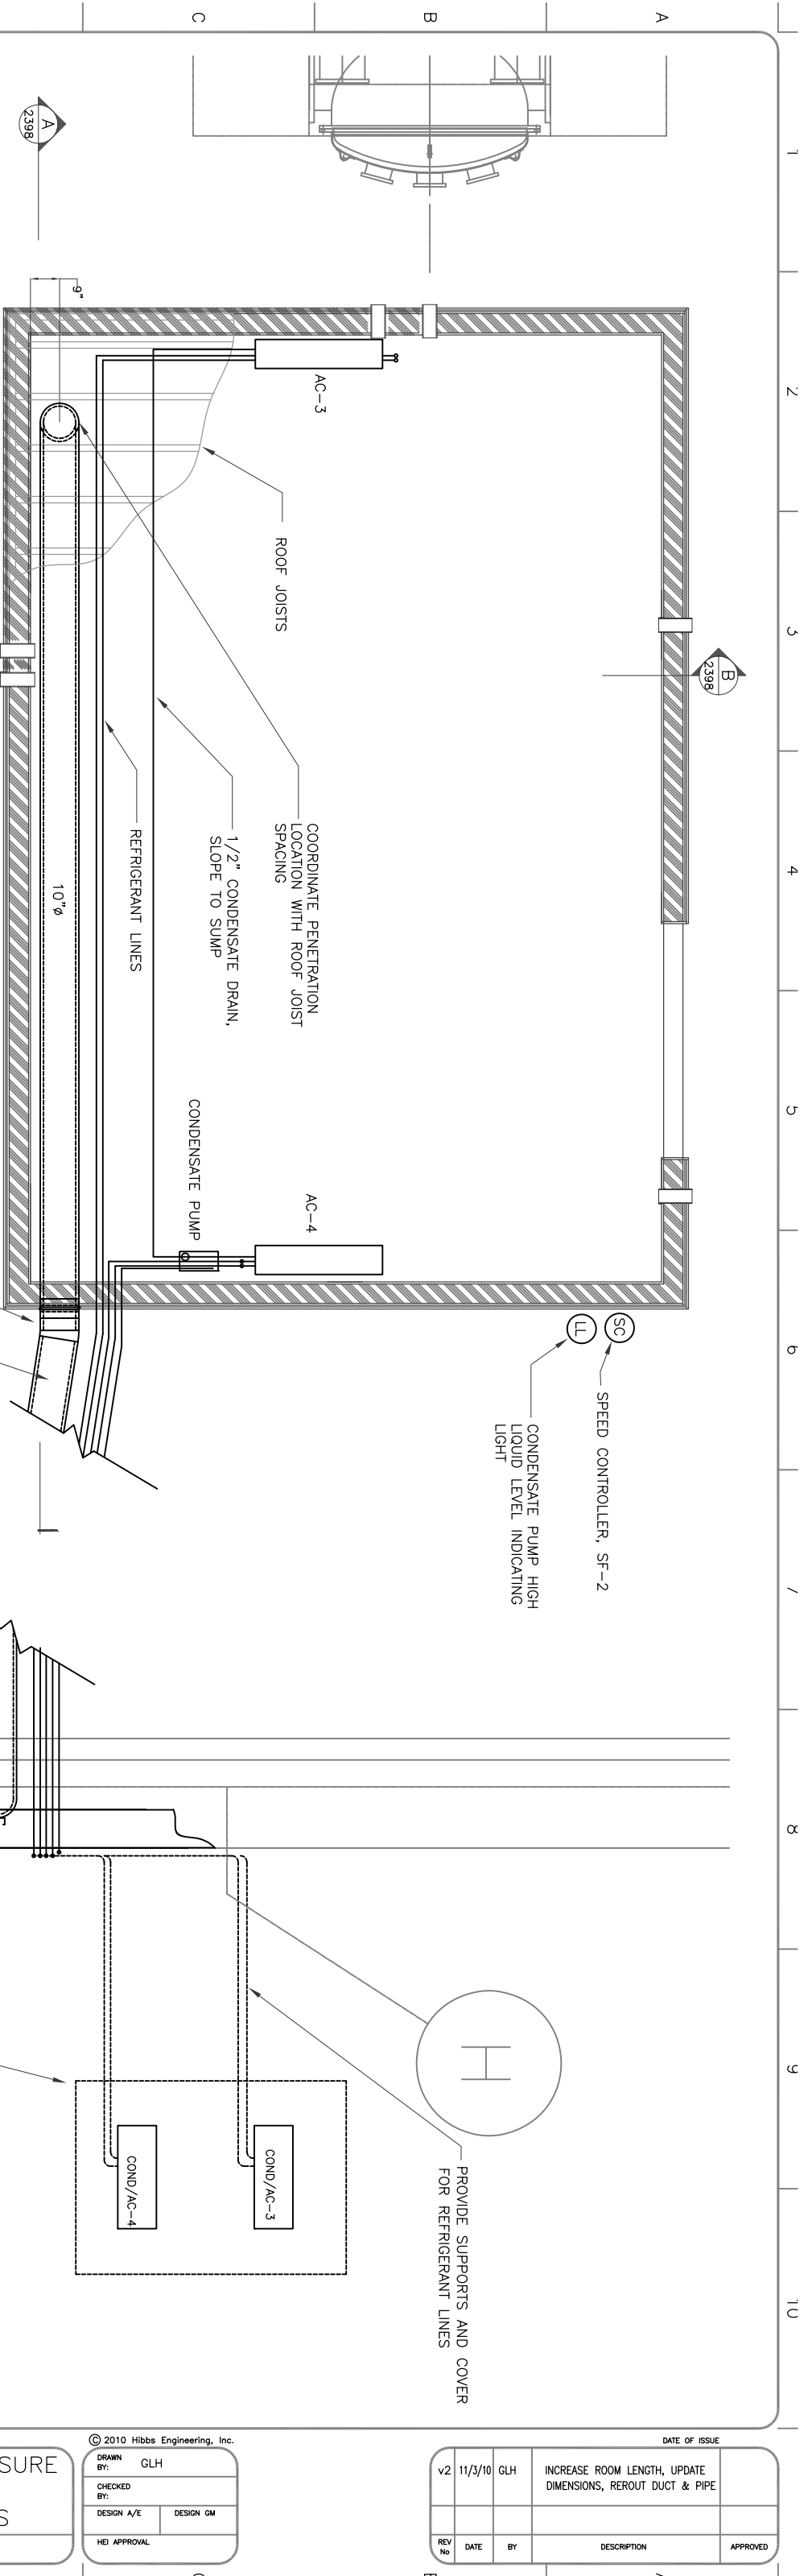 C
B
A
1
2
3
4
5
6
7
8
9
10
A
2398
9"
AC-3
ROOF JOISTS
B
2398
COORDINATE PENETRATION
LOCATION WITH ROOF JOIST
SPACING
1/2" CONDENSATE DRAIN,
SLOPE TO SUMP
REFRIGERANT LINES
10"ø
CONDENSATE PUMP
AC-4
SC
LL
SPEED CONTROLLER, SF-2
CONDENSATE PUMP HIGH
LIQUID LEVEL INDICATING
LIGHT
H
PROVIDE SUPPORTS AND COVER
FOR REFRIGERANT LINES
COND/AC-3
COND/AC-4
© 2010 Hibbs Engineering, Inc.
DATE OF ISSUE
SURE
S
DRAWN
BY:
GLH
CHECKED
BY:
DESIGN A/E
DESIGN GM
HEI APPROVAL
v2 11/3/10 GLH INCREASE ROOM LENGTH, UPDATE
DIMENSIONS, REROUT DUCT & PIPE
REV
No
DATE
BY
DESCRIPTION
APPROVED